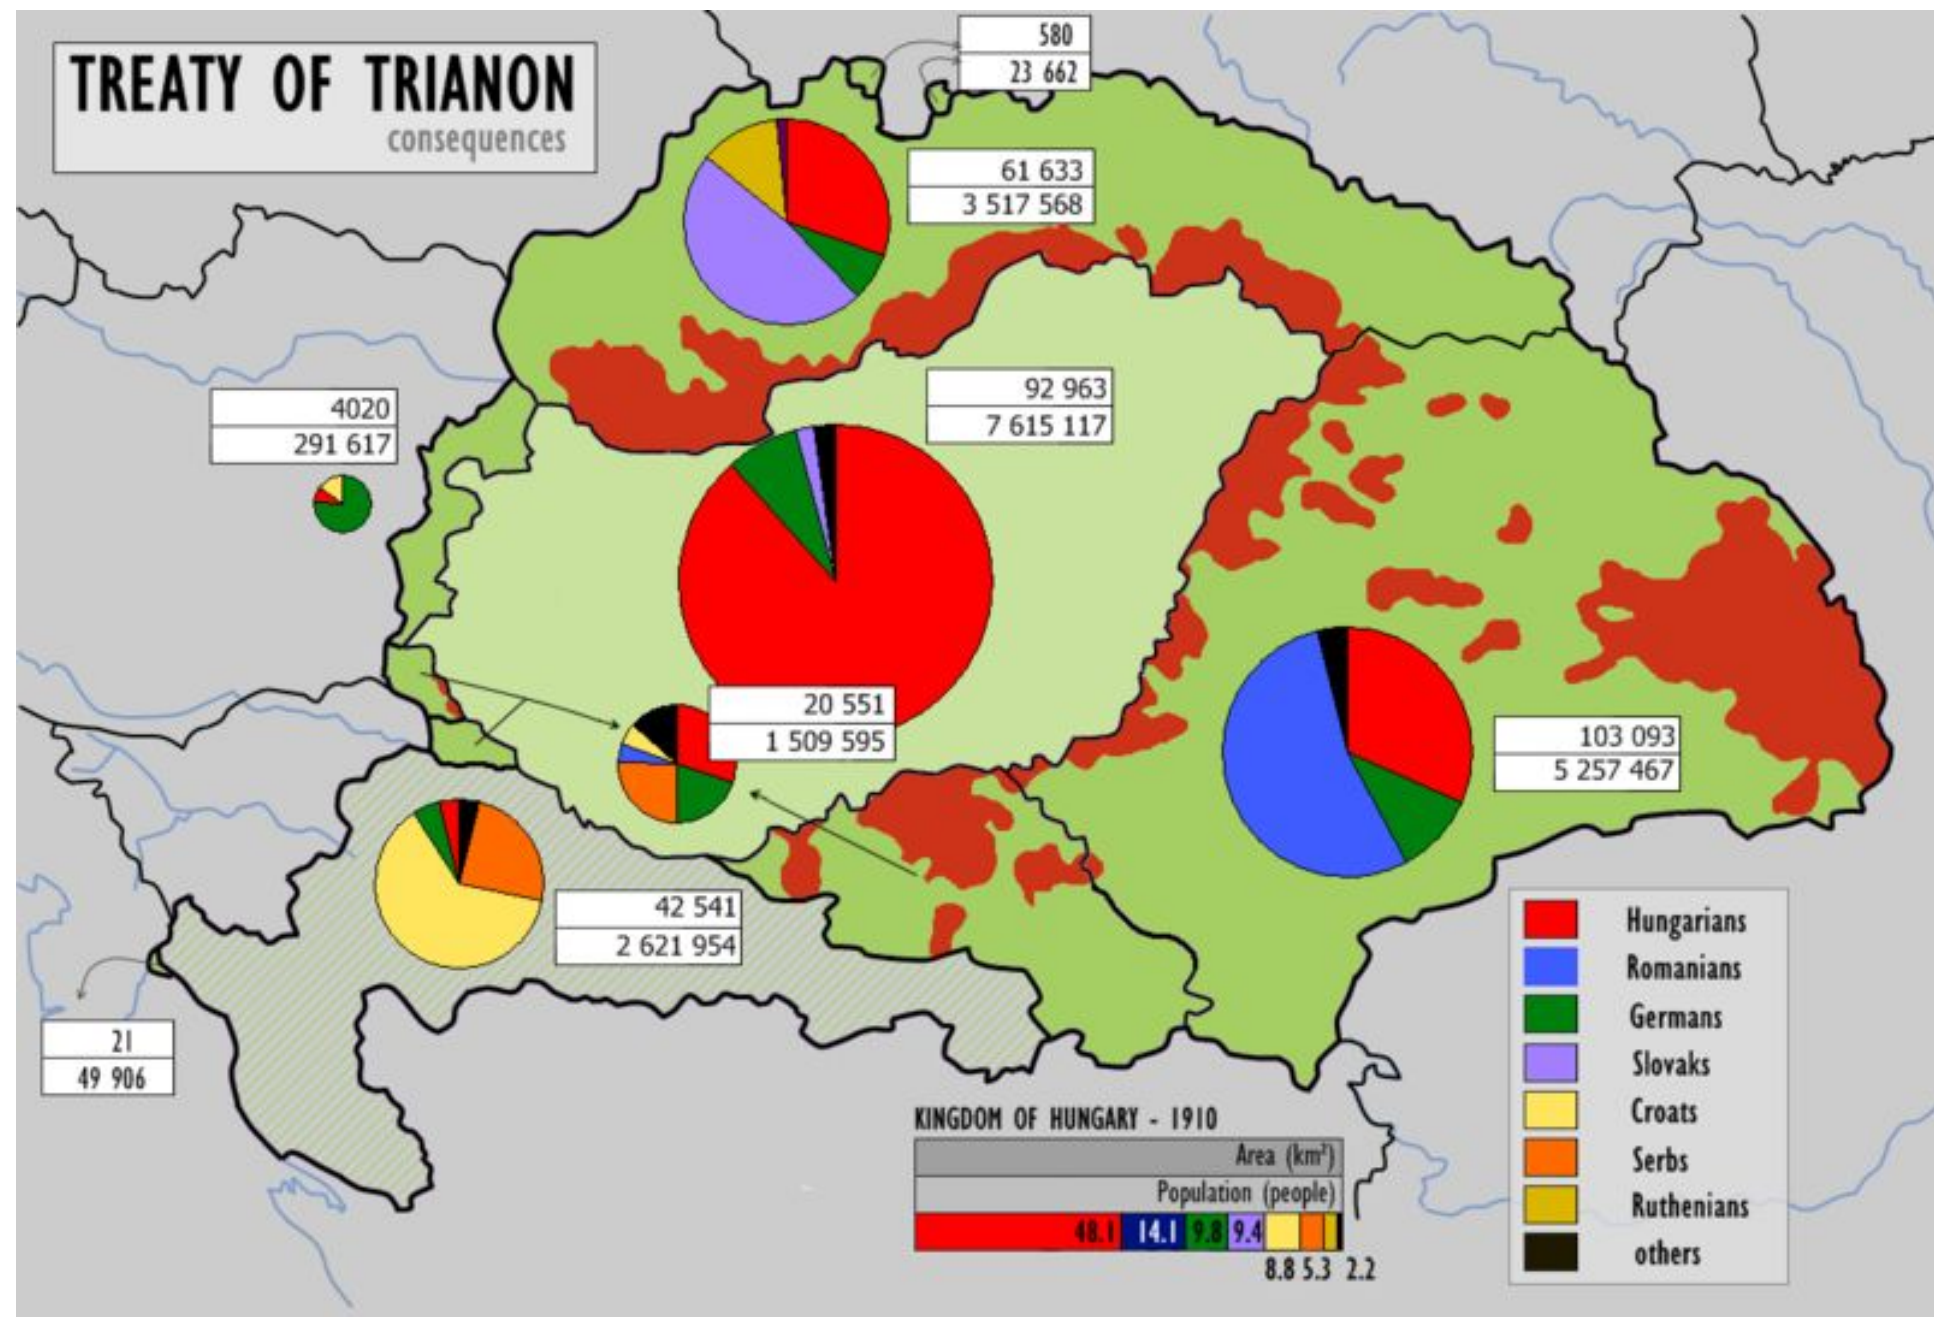 TREATY OF TRIANON
consequences
580
23 662
61 633
3 517 568
92 963
7 615 117
4020
291 617
20 551
1 509 595
103 093
5 257 467
42 541
2 621 954
21
49 906
KINGDOM OF HUNGARY - 1910
Area (km²)
Population (people)
48.1 14.1 9.8 9.4
8.8 5.3 2.2
Hungarians
Romanians
Germans
Slovaks
Croats
Serbs
Ruthenians
others